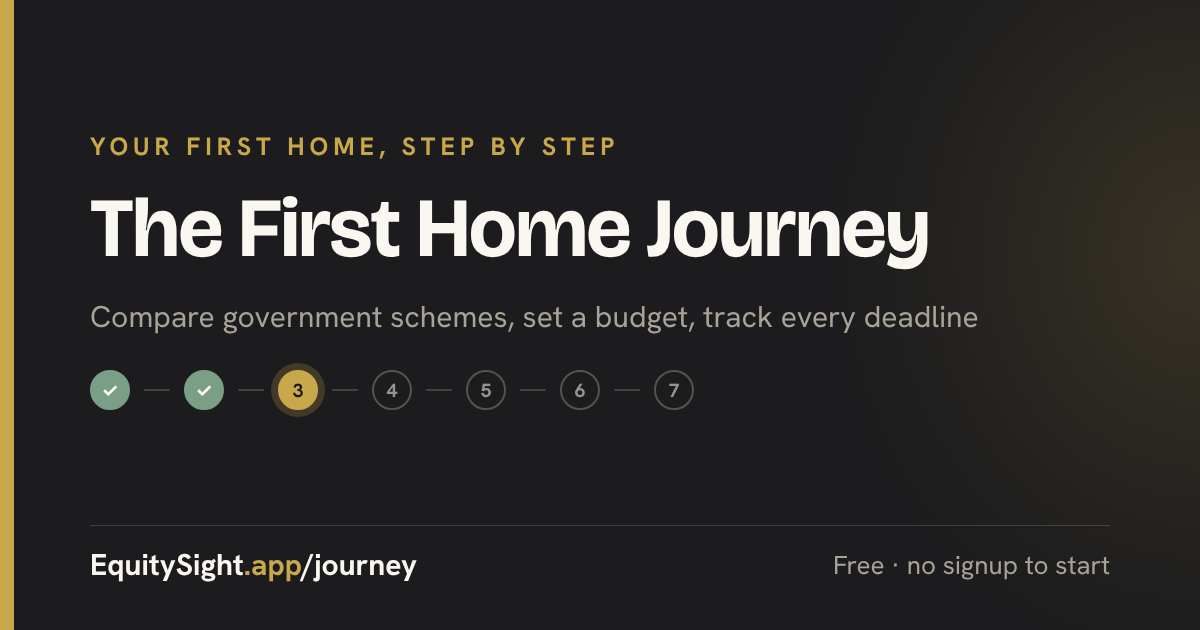 YOUR FIRST HOME, STEP BY STEP
The First Home Journey
Compare government schemes, set a budget, track every deadline
3 4 5 6 7
EquitySight.app/journey
Free · no signup to start